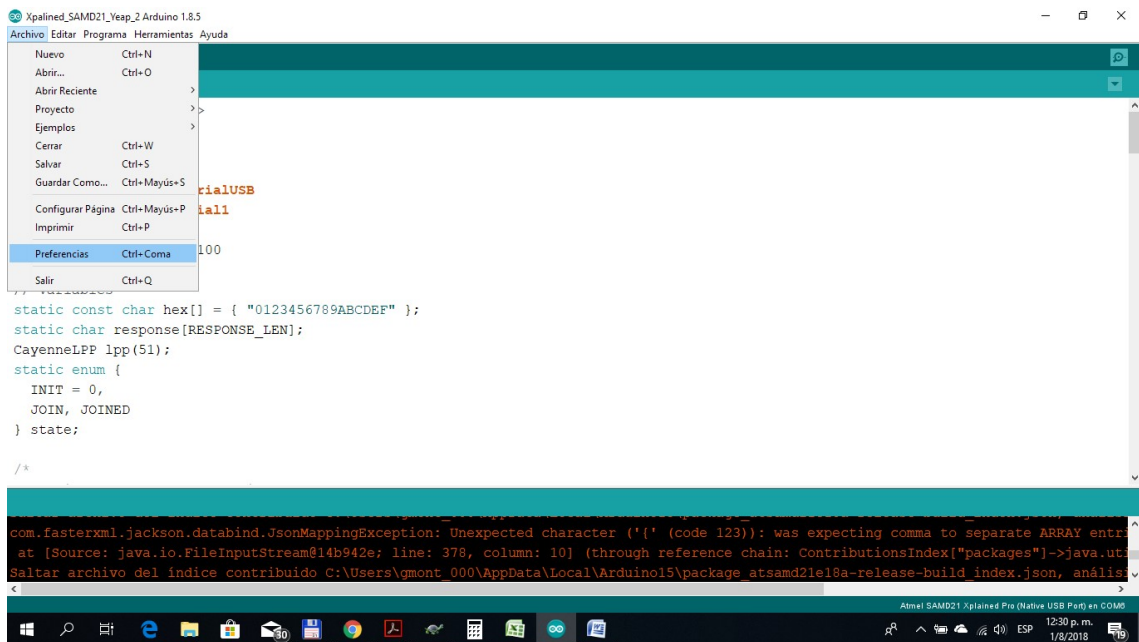 Xpalined_SAMD21_Yeap_2 Arduino 1.8.5
Archivo Editar Programa Herramientas Ayuda
Nuevo Ctrl+N
Abrir... Ctrl+O
Abrir Reciente >
Proyecto >
>
Ejemplos >
Cerrar Ctrl+W
Salvar Ctrl+S
Guardar Como... Ctrl+Mayús+S
rialUSB
Configurar Página Ctrl+Mayús+P
ial1
Imprimir Ctrl+P
Preferencias Ctrl+Coma
100
Salir Ctrl+Q
// Variables
static const char hex[] = { "0123456789ABCDEF" };
static char response[RESPONSE_LEN];
CayenneLPP lpp(51);
static enum {
INIT = 0,
JOIN, JOINED
} state;
/*
com.fasterxml.jackson.databind.JsonMappingException: Unexpected character ('{' (code 123)): was expecting comma to separate ARRAY entri
at [Source: java.io.FileInputStream@14b942e; line: 378, column: 10] (through reference chain: ContributionsIndex["packages"]->java.uti
Saltar archivo del índice contribuido C:\Users\gmont_000\AppData\Local\Arduino15\package_atsamd21e18a-release-build_index.json, anális
Atmel SAMD21 Xplained Pro (Native USB Port) en COM6
30
ESP
12:30 p. m.
1/8/2018
19